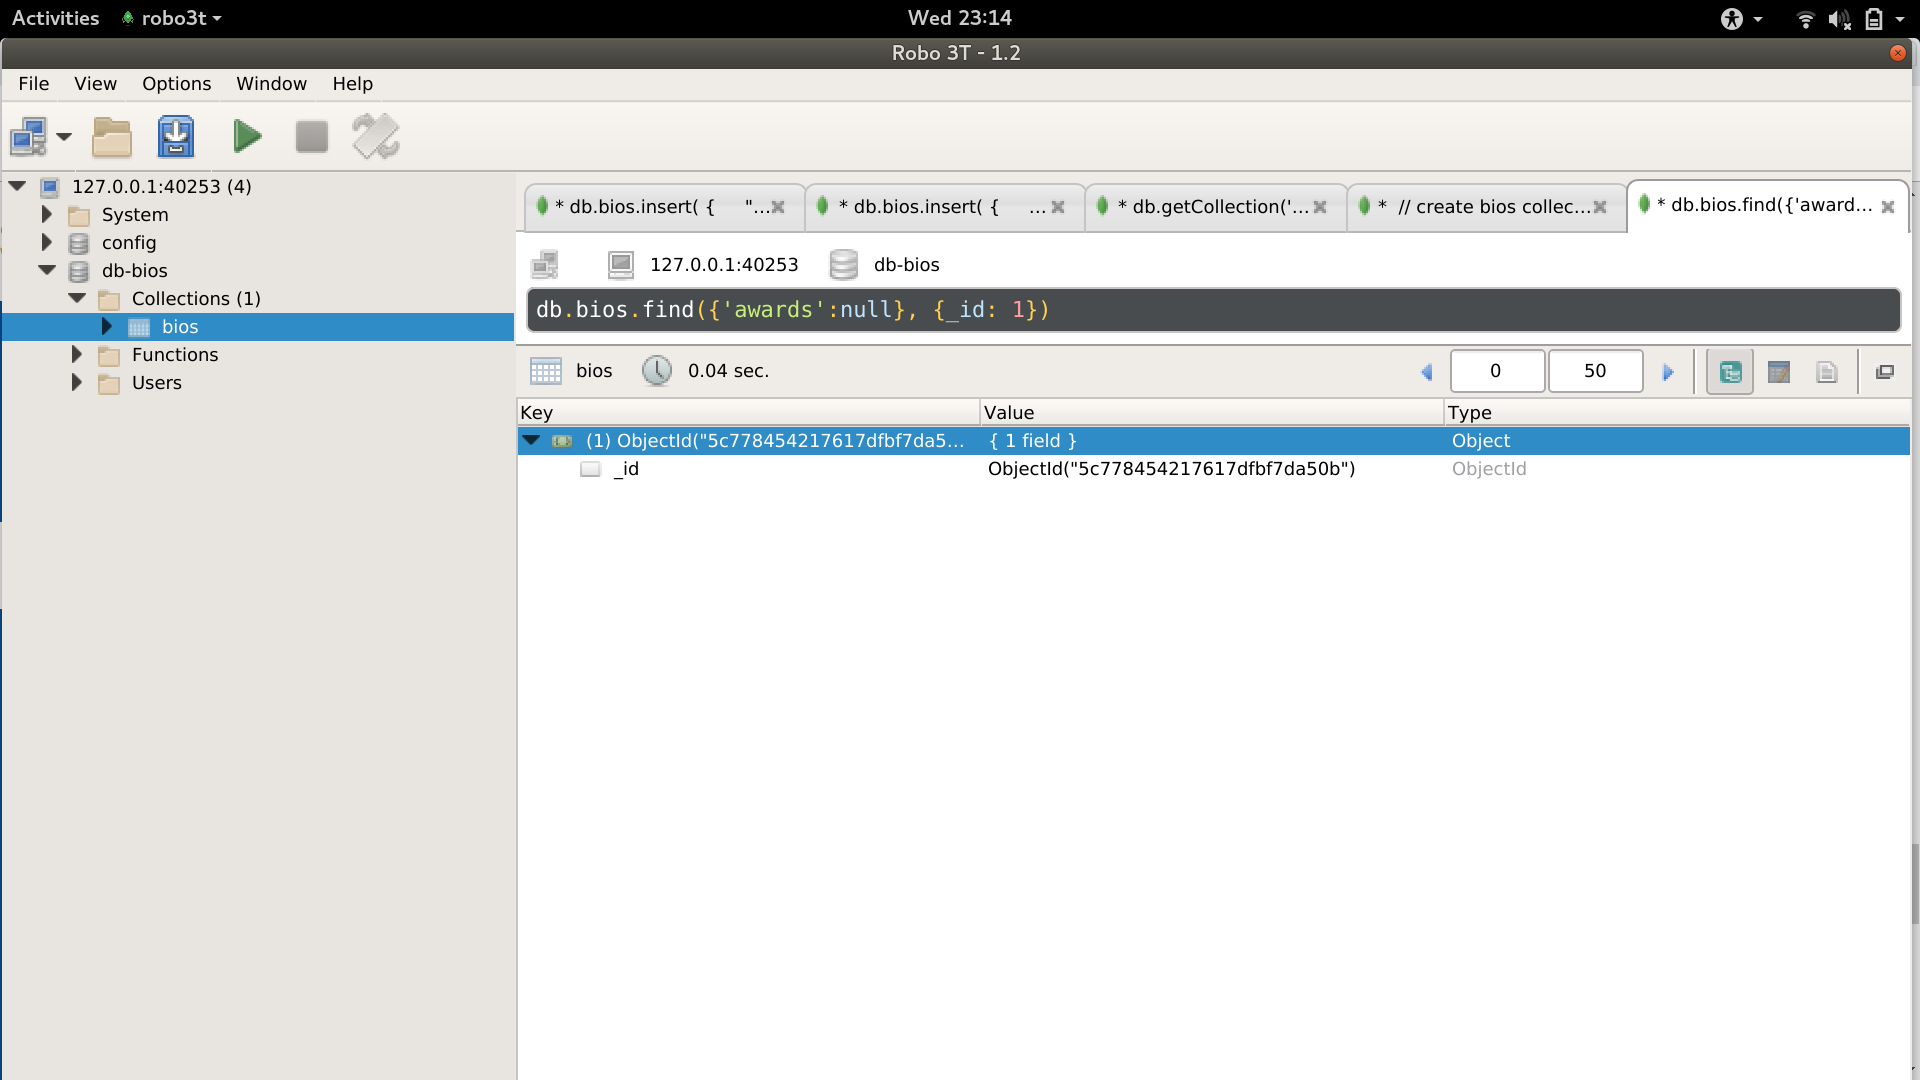 Activities robo3t Wed 23:14
Robo 3T - 1.2
File View Options Window Help
127.0.0.1:40253 (4)
System
config
db-bios
Collections (1)
bios
Functions
Users
* db.bios.insert( { "... * db.bios.insert( { ... * db.getCollection('... * // create bios collec... * db.bios.find({'award...
127.0.0.1:40253 db-bios
db.bios.find({'awards':null}, {_id: 1})
bios 0.04 sec. 0 50
Key Value Type
(1) ObjectId("5c778454217617dfbf7da5... { 1 field } Object
_id ObjectId("5c778454217617dfbf7da50b") ObjectId